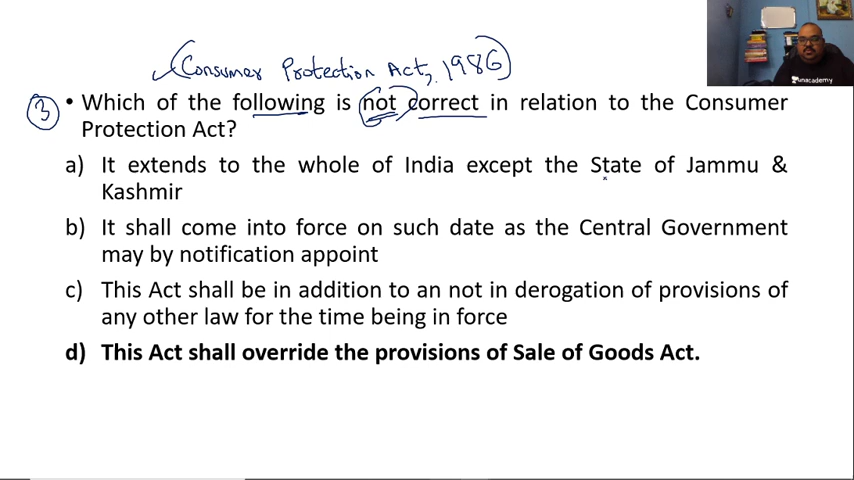 (Consumer Protection Act, 1986)
unacademy
3 • Which of the following is not correct in relation to the Consumer
Protection Act?
a) It extends to the whole of India except the State of Jammu &
Kashmir
b) It shall come into force on such date as the Central Government
may by notification appoint
c) This Act shall be in addition to an not in derogation of provisions of
any other law for the time being in force
d) This Act shall override the provisions of Sale of Goods Act.